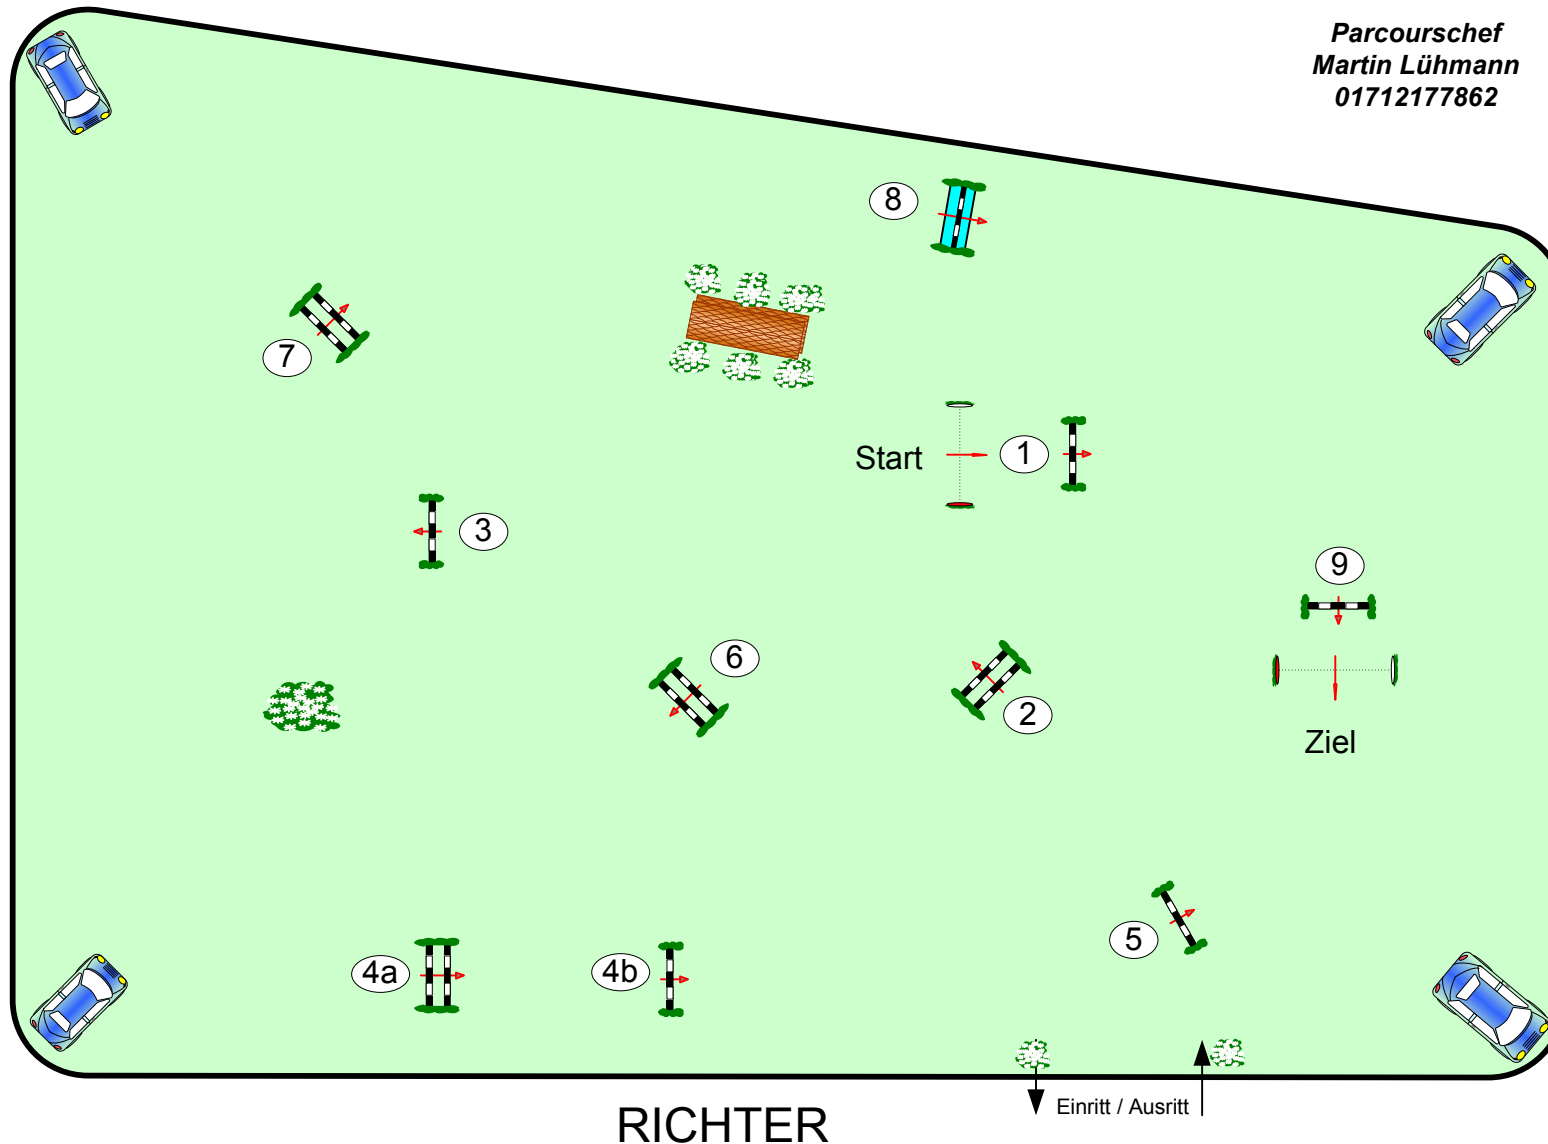 Parcourschef
Martin Lühmann
01712177862
8
7
Start
1
3
9
6
2
Ziel
5
4a
4b
Einritt / Ausritt
RICHTER